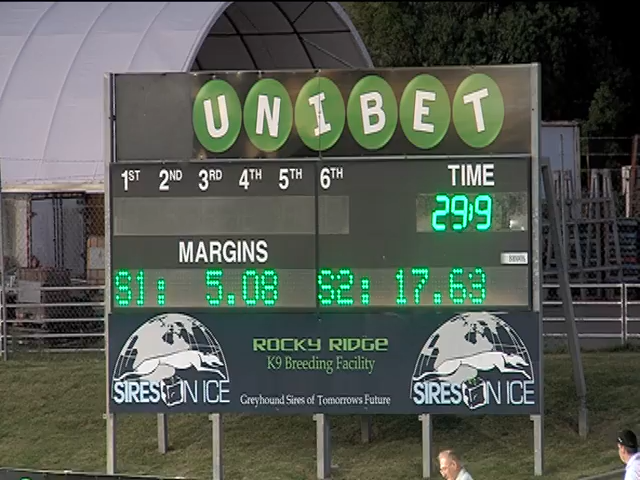 UNIBET
1ST 2ND 3RD 4TH 5TH 6TH TIME
29:9
MARGINS
S1: 5.08 S2: 17.63
ROCKY RIDGE
K9 Breeding Facility
SIRES ON ICE
Greyhound Sires of Tomorrows Future
SIRES ON ICE